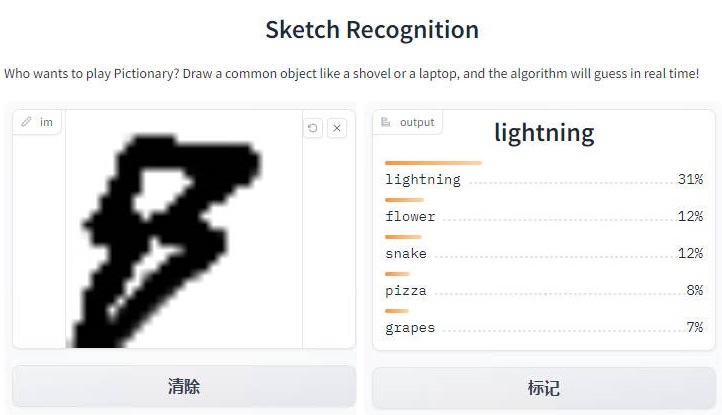 Sketch Recognition
Who wants to play Pictionary? Draw a common object like a shovel or a laptop, and the algorithm will guess in real time!
im
output
lightning
lightning 31%
flower 12%
snake 12%
pizza 8%
grapes 7%
清除
标记